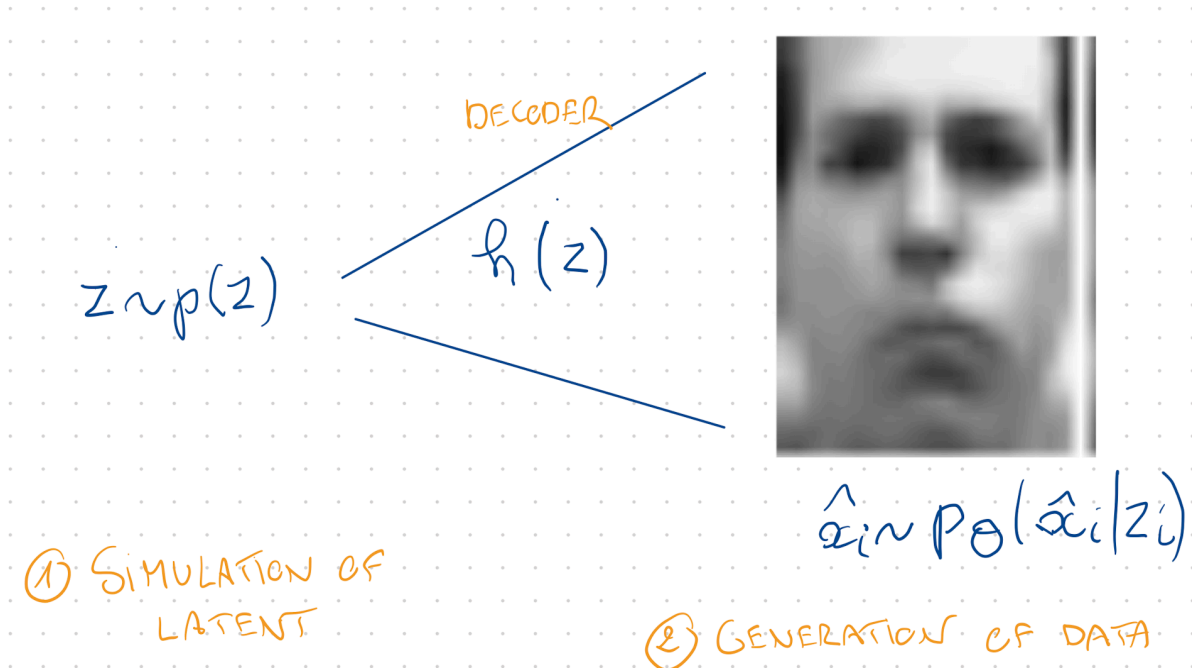 DECODER
h(z)
z ~ p(z)
x̂ᵢ ~ pθ(x̂ᵢ|zᵢ)
① SIMULATION OF
LATENT
② GENERATION OF DATA